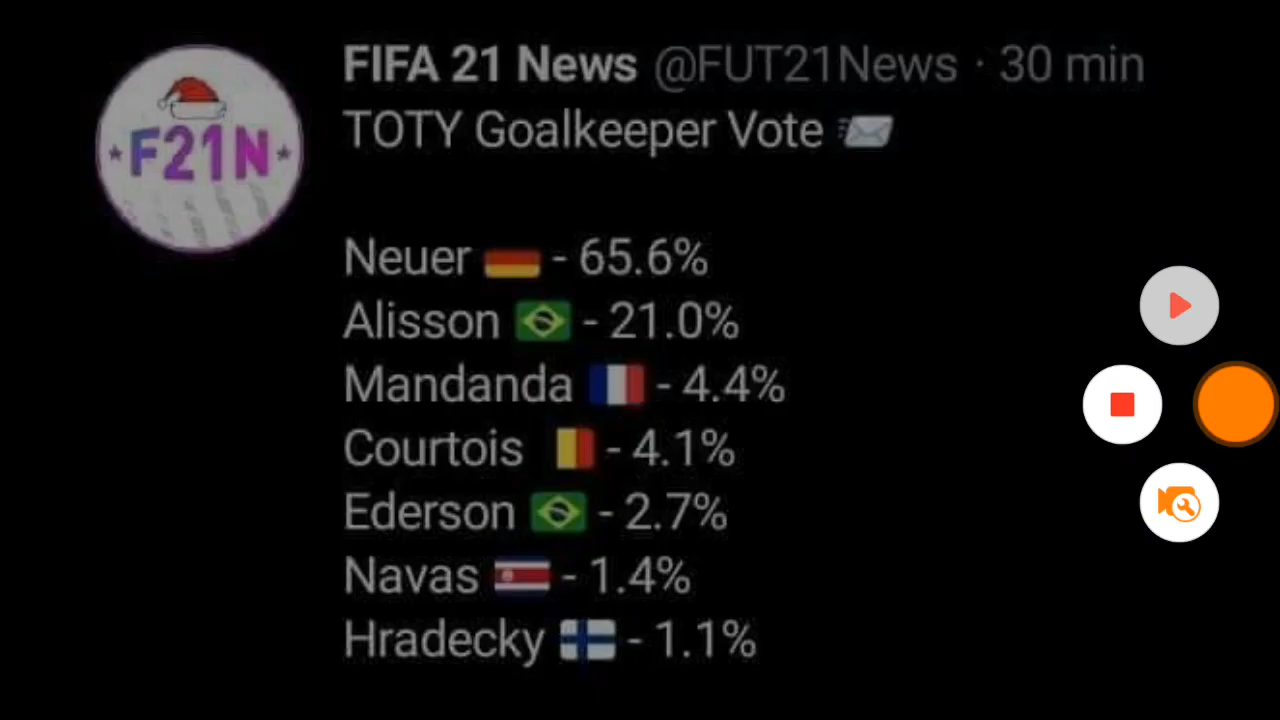 FIFA 21 News @FUT21News · 30 min
F21N
TOTY Goalkeeper Vote 📨
Neuer 🇩🇪 - 65.6%
Alisson 🇧🇷 - 21.0%
Mandanda 🇫🇷 - 4.4%
Courtois 🇧🇪 - 4.1%
Ederson 🇧🇷 - 2.7%
Navas 🇨🇷 - 1.4%
Hradecky 🇫🇮 - 1.1%